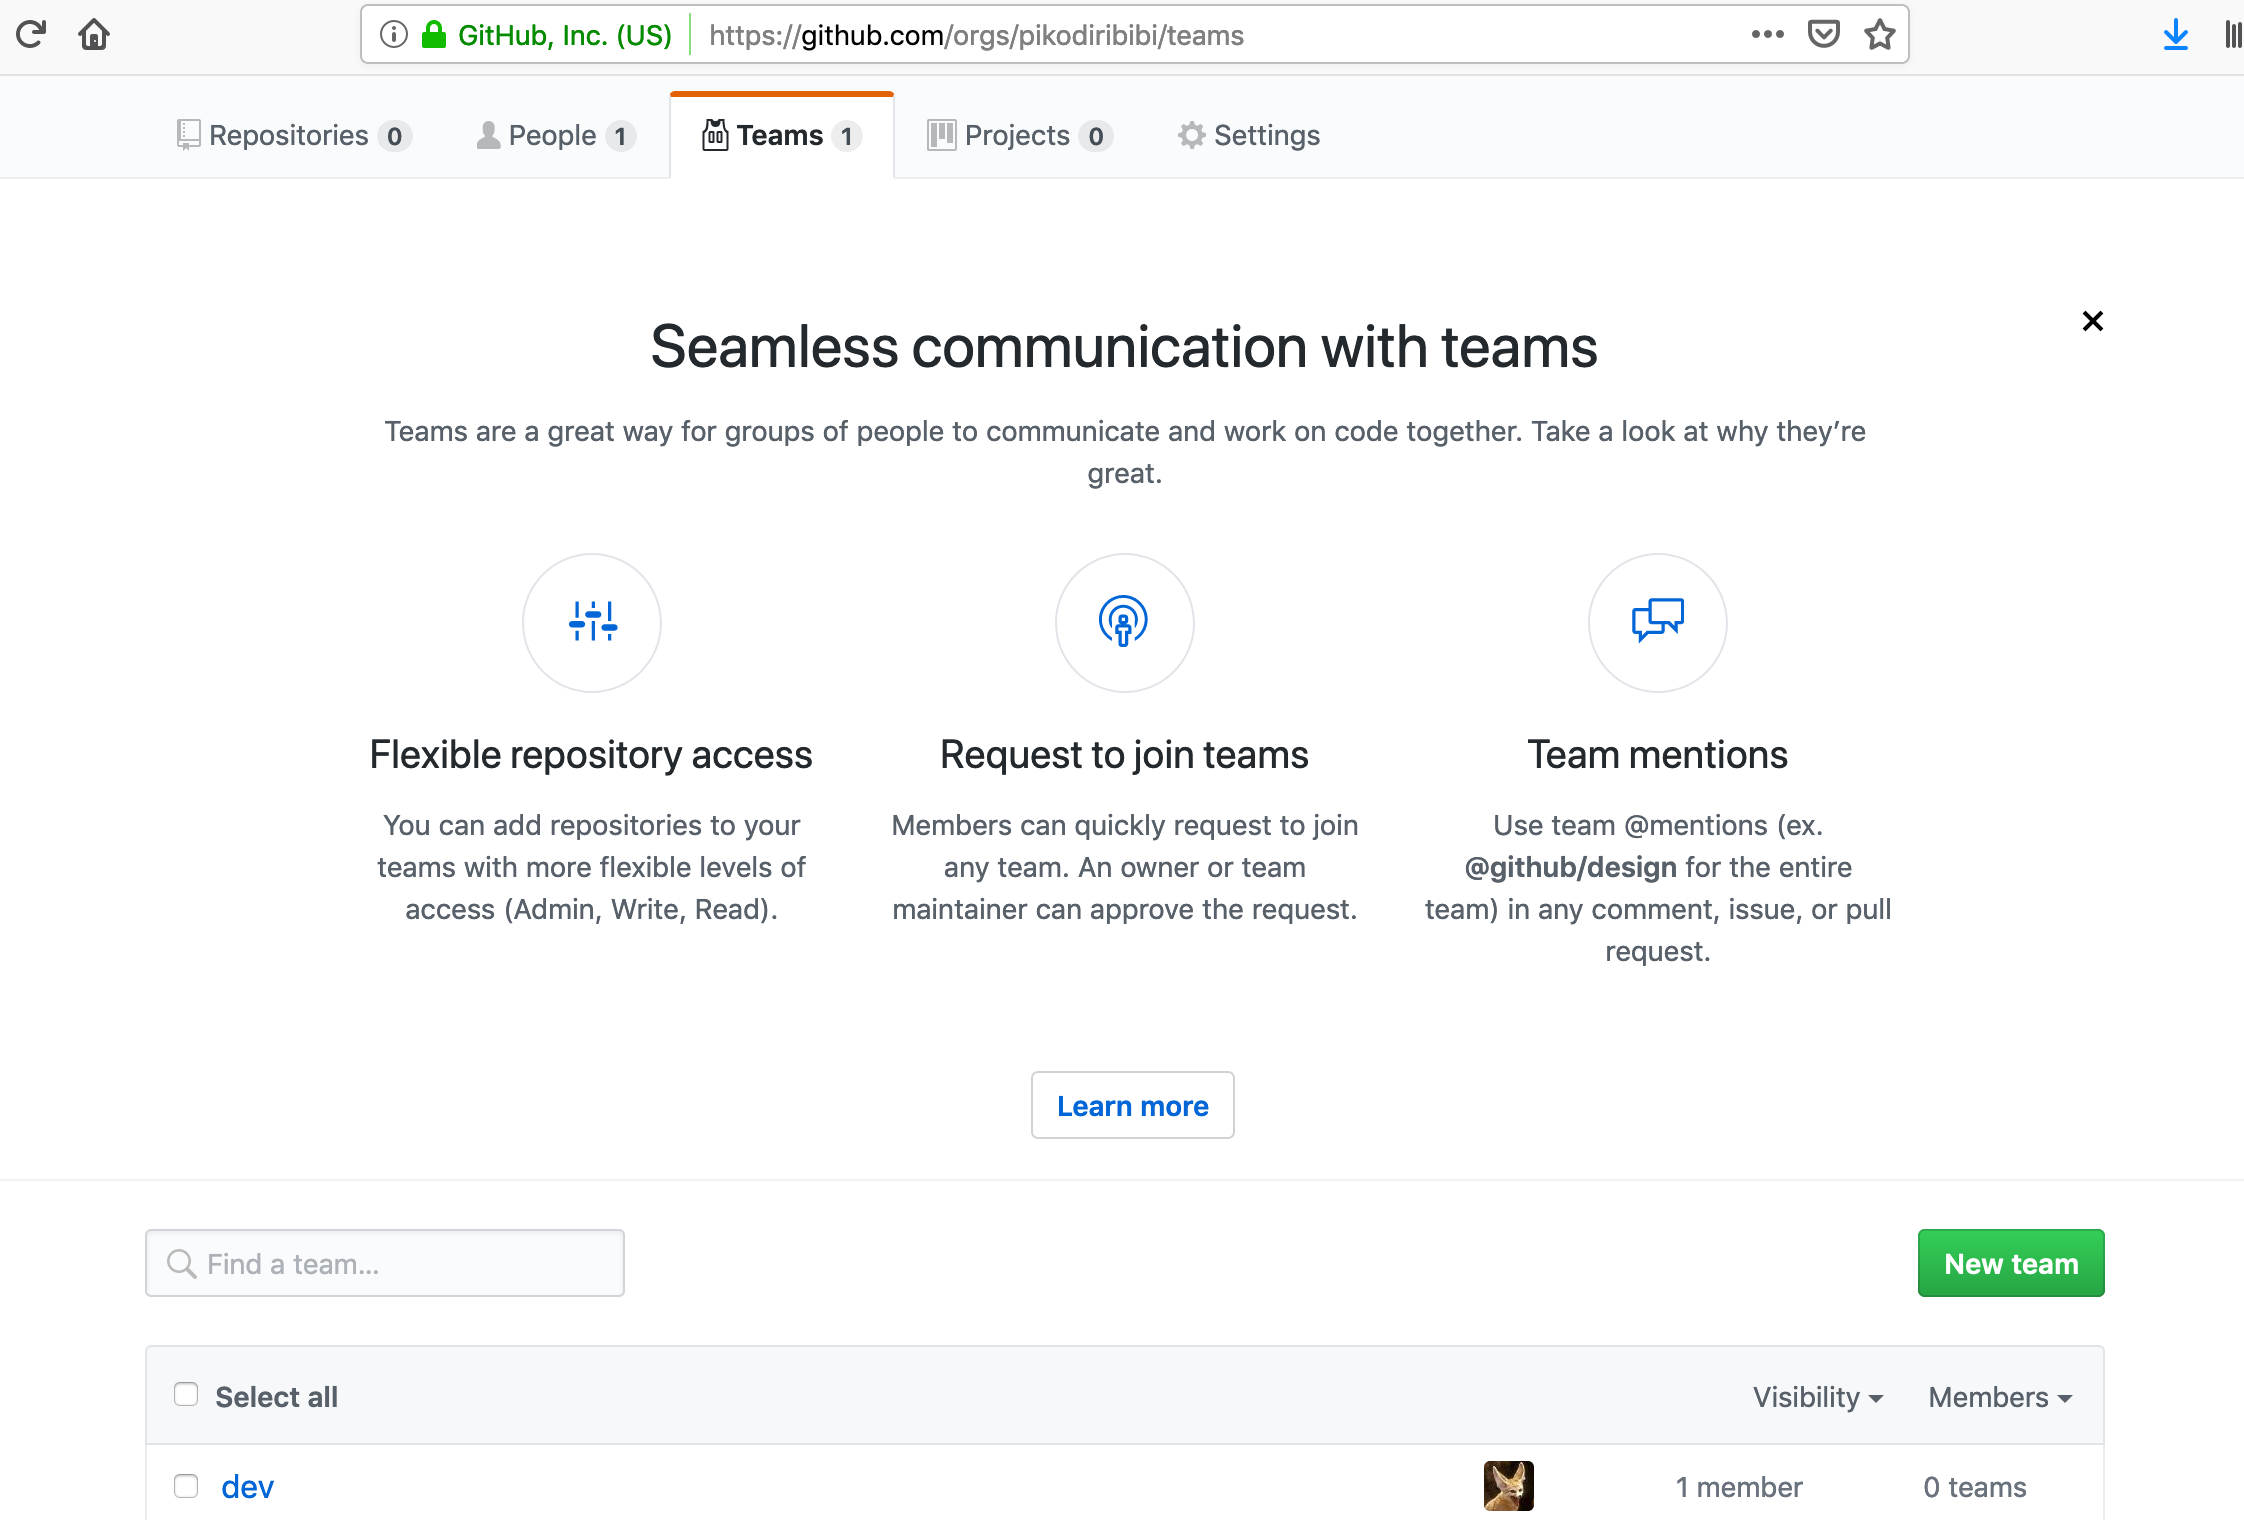 GitHub, Inc. (US) https://github.com/orgs/pikodiribibi/teams
Repositories 0 People 1 Teams 1 Projects 0 Settings
Seamless communication with teams
Teams are a great way for groups of people to communicate and work on code together. Take a look at why they’re
great.
Flexible repository access
You can add repositories to your
teams with more flexible levels of
access (Admin, Write, Read).
Request to join teams
Members can quickly request to join
any team. An owner or team
maintainer can approve the request.
Team mentions
Use team @mentions (ex.
@github/design for the entire
team) in any comment, issue, or pull
request.
Learn more
Find a team...
New team
Select all Visibility Members
dev 1 member 0 teams